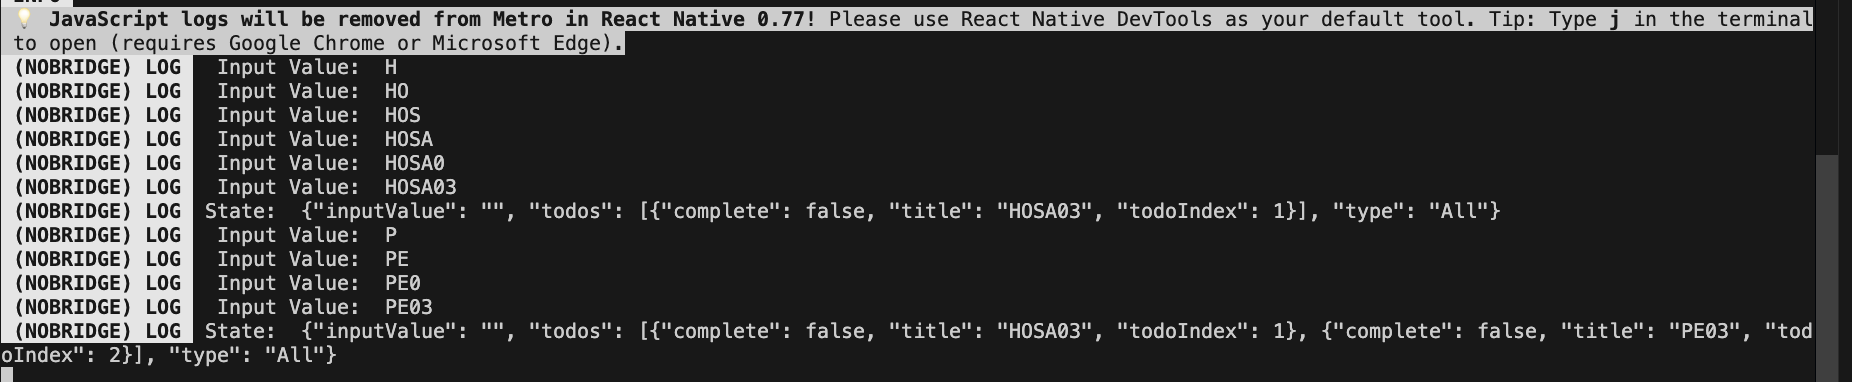 💡 JavaScript logs will be removed from Metro in React Native 0.77! Please use React Native DevTools as your default tool. Tip: Type j in the terminal
to open (requires Google Chrome or Microsoft Edge).
(NOBRIDGE) LOG  Input Value:  H
(NOBRIDGE) LOG  Input Value:  HO
(NOBRIDGE) LOG  Input Value:  HOS
(NOBRIDGE) LOG  Input Value:  HOSA
(NOBRIDGE) LOG  Input Value:  HOSA0
(NOBRIDGE) LOG  Input Value:  HOSA03
(NOBRIDGE) LOG  State:  {"inputValue": "", "todos": [{"complete": false, "title": "HOSA03", "todoIndex": 1}], "type": "All"}
(NOBRIDGE) LOG  Input Value:  P
(NOBRIDGE) LOG  Input Value:  PE
(NOBRIDGE) LOG  Input Value:  PE0
(NOBRIDGE) LOG  Input Value:  PE03
(NOBRIDGE) LOG  State:  {"inputValue": "", "todos": [{"complete": false, "title": "HOSA03", "todoIndex": 1}, {"complete": false, "title": "PE03", "tod
oIndex": 2}], "type": "All"}